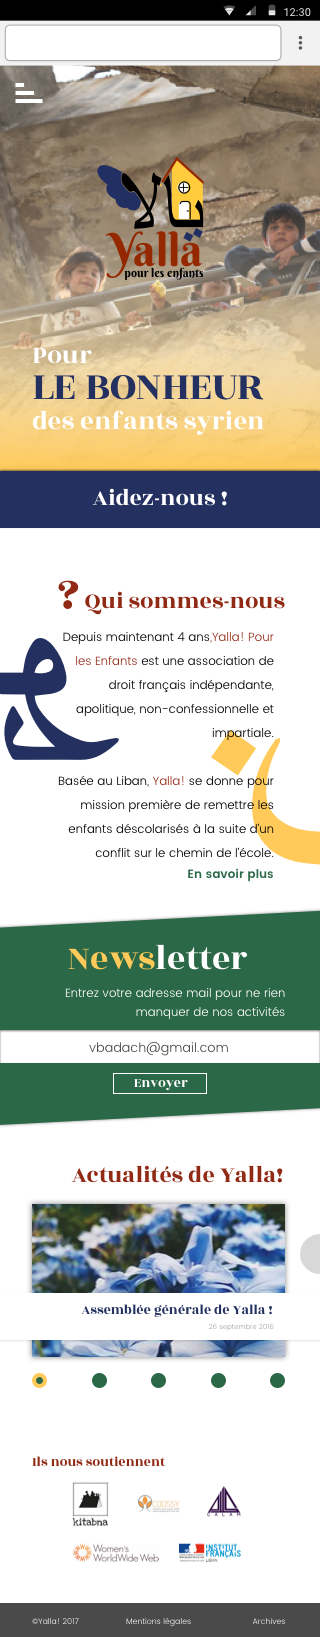 12:30
Yalla
pour les enfants
Pour
LE BONHEUR
des enfants syrien
Aidez-nous !
? Qui sommes-nous
Depuis maintenant 4 ans,Yalla! Pour
les Enfants est une association de
droit français indépendante,
apolitique, non-confessionnelle et
impartiale.
Basée au Liban, Yalla! se donne pour
mission première de remettre les
enfants déscolarisés à la suite d'un
conflit sur le chemin de l'école.
En savoir plus
Newsletter
Entrez votre adresse mail pour ne rien
manquer de nos activités
vbadach@gmail.com
Envoyer
Actualités de Yalla!
Assemblée générale de Yalla !
26 septembre 2016
Ils nous soutiennent
kitabna
CODSSY
CALAM
Women's
WorldWide Web
INSTITUT
FRANÇAIS
LIBAN
©Yalla! 2017 Mentions légales Archives